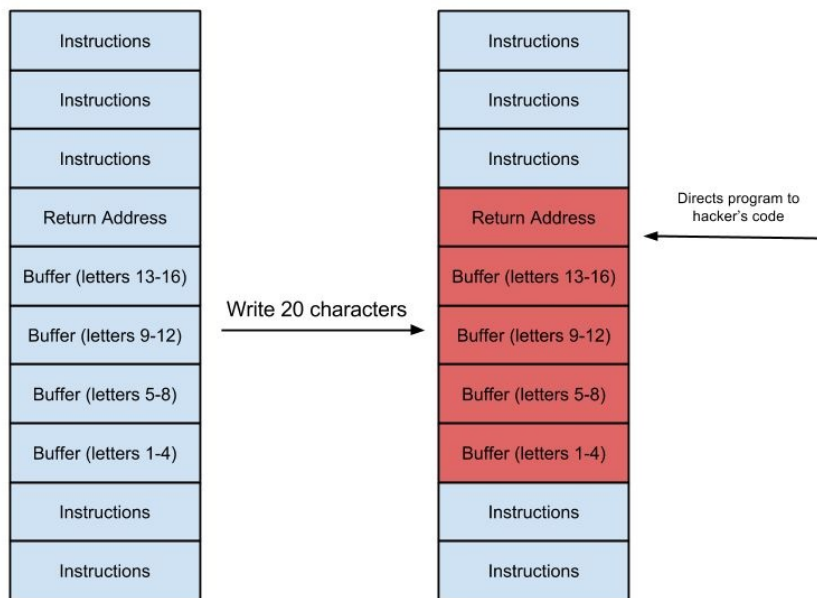 Instructions
Instructions
Instructions
Return Address
Buffer (letters 13-16)
Buffer (letters 9-12)
Buffer (letters 5-8)
Buffer (letters 1-4)
Instructions
Instructions
Write 20 characters
Instructions
Instructions
Instructions
Return Address
Buffer (letters 13-16)
Buffer (letters 9-12)
Buffer (letters 5-8)
Buffer (letters 1-4)
Instructions
Instructions
Directs program to
hacker's code